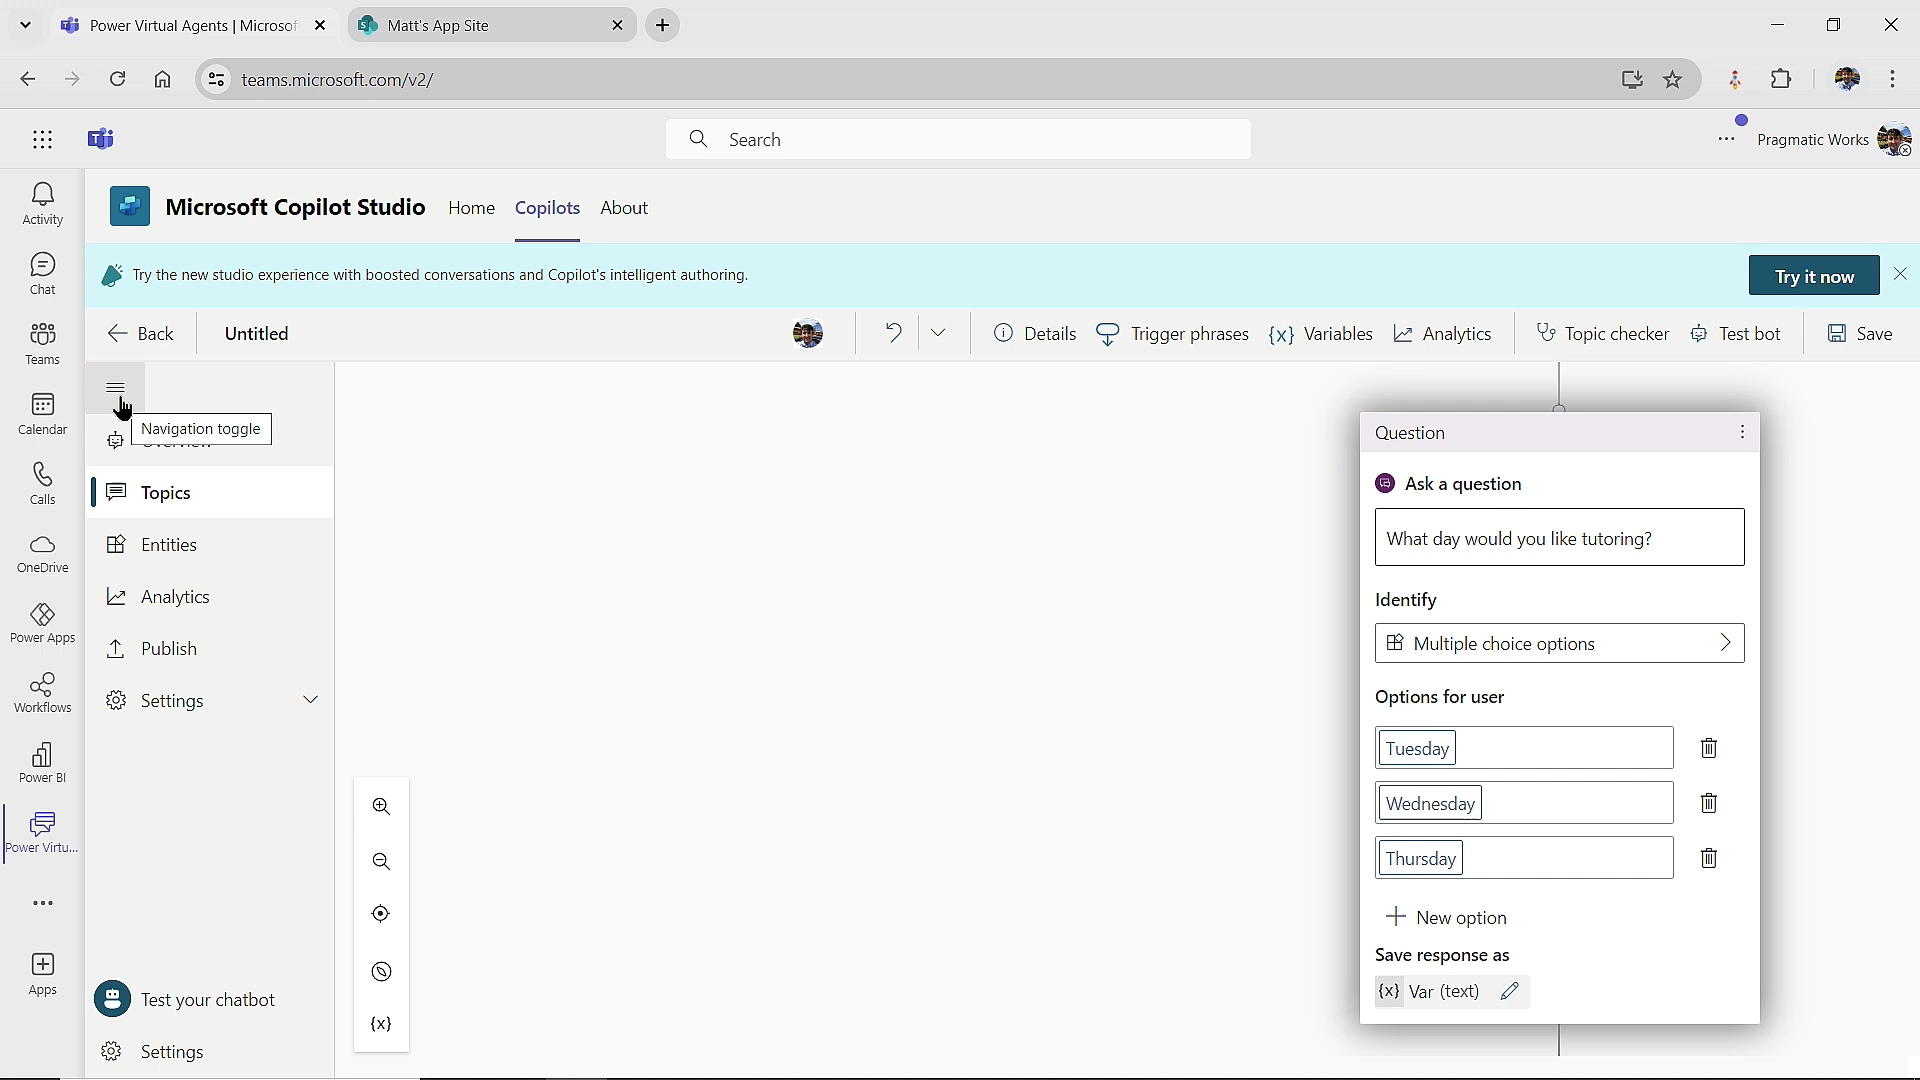 Power Virtual Agents | Microsof
Matt's App Site
teams.microsoft.com/v2/
Search
Pragmatic Works
Activity
Chat
Teams
Calendar
Calls
OneDrive
Power Apps
Workflows
Power BI
Power Virtu...
Apps
Microsoft Copilot Studio
Home
Copilots
About
Try the new studio experience with boosted conversations and Copilot's intelligent authoring.
Try it now
Back
Untitled
Details
Trigger phrases
{x} Variables
Analytics
Topic checker
Test bot
Save
Navigation toggle
Topics
Entities
Analytics
Publish
Settings
Test your chatbot
Settings
{x}
Question
Ask a question
What day would you like tutoring?
Identify
Multiple choice options
Options for user
Tuesday
Wednesday
Thursday
New option
Save response as
{x} Var (text)